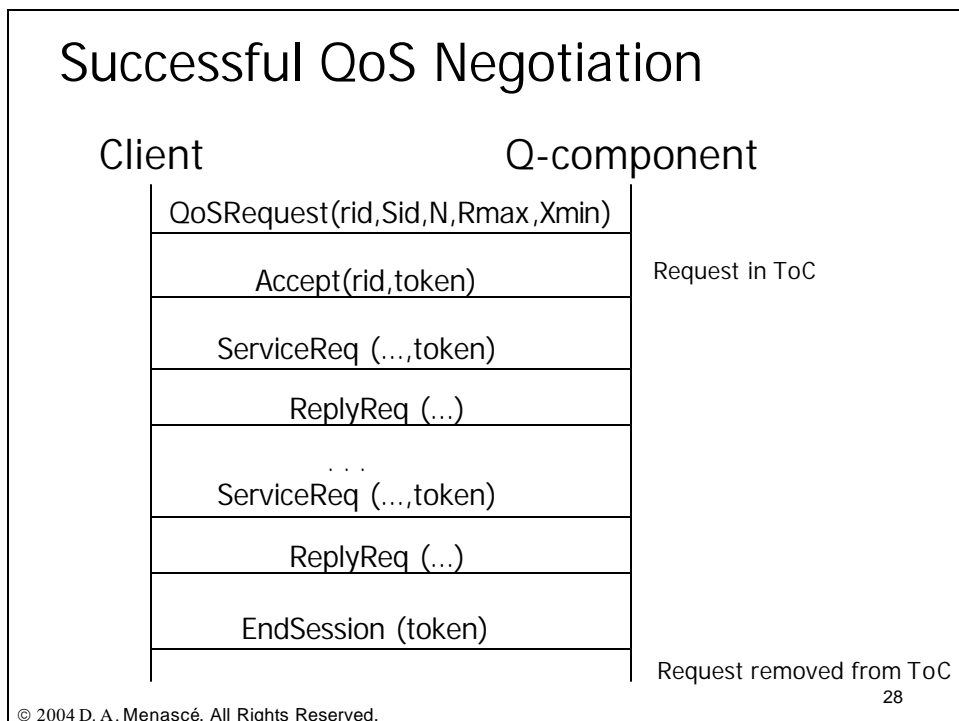 Successful QoS Negotiation
Client
Q-component
QoSRequest(rid,Sid,N,Rmax,Xmin)
Request in ToC
Accept(rid,token)
ServiceReq (...,token)
ReplyReq (...)
. . .
ServiceReq (...,token)
ReplyReq (...)
EndSession (token)
Request removed from ToC
28
© 2004 D. A. Menascé. All Rights Reserved.